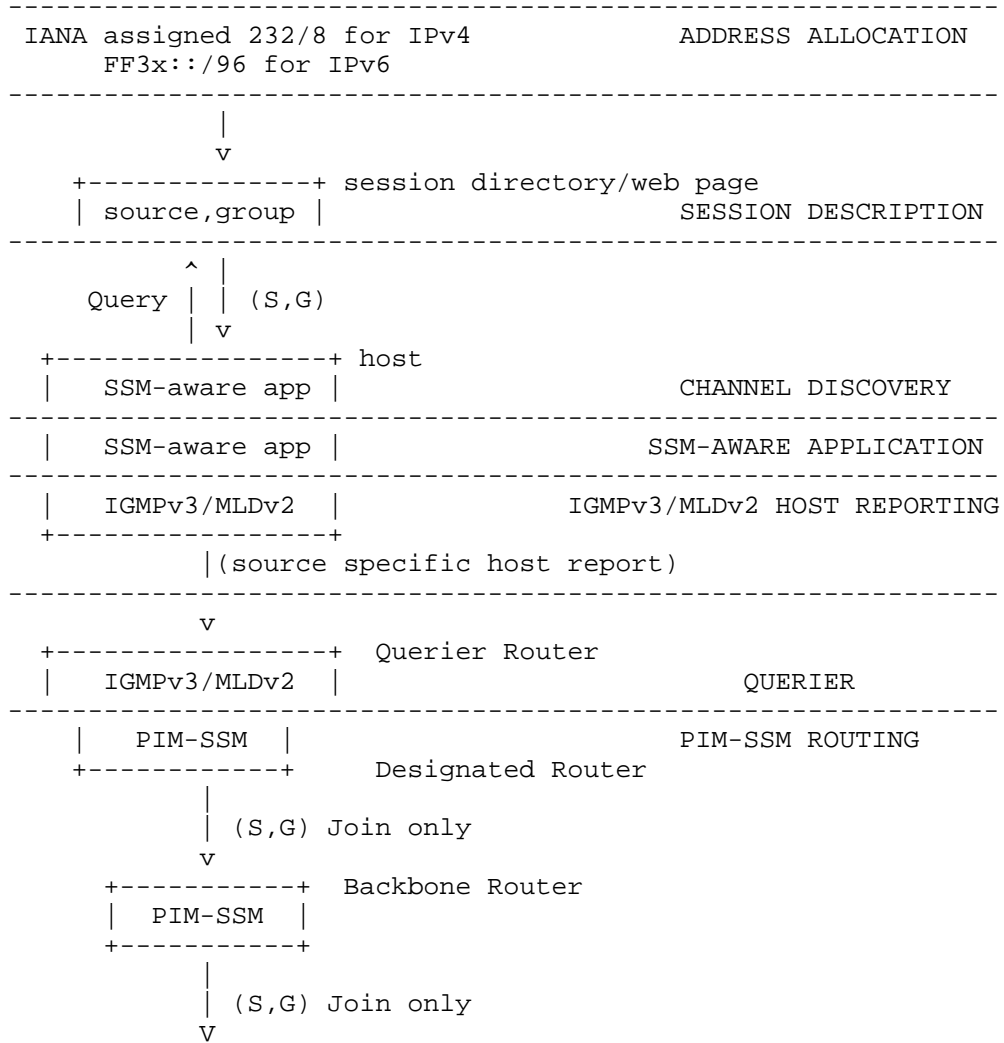 --------------------------------------------------------------
IANA assigned 232/8 for IPv4             ADDRESS ALLOCATION
     FF3x::/96 for IPv6
--------------------------------------------------------------
             |
             v
    +--------------+ session directory/web page
    | source,group |                      SESSION DESCRIPTION
--------------------------------------------------------------
           ^ |
     Query | | (S,G)
           | v
  +-----------------+ host
  |   SSM-aware app |                     CHANNEL DISCOVERY
--------------------------------------------------------------
  |   SSM-aware app |                   SSM-AWARE APPLICATION
--------------------------------------------------------------
  |   IGMPv3/MLDv2  |              IGMPv3/MLDv2 HOST REPORTING
  +-----------------+
            |(source specific host report)
--------------------------------------------------------------
            v
  +-----------------+  Querier Router
  |   IGMPv3/MLDv2  |                         QUERIER
--------------------------------------------------------------
    |   PIM-SSM  |                        PIM-SSM ROUTING
    +------------+     Designated Router
            |
            | (S,G) Join only
            v
      +-----------+  Backbone Router
      |  PIM-SSM  |
      +-----------+
            |
            | (S,G) Join only
            V